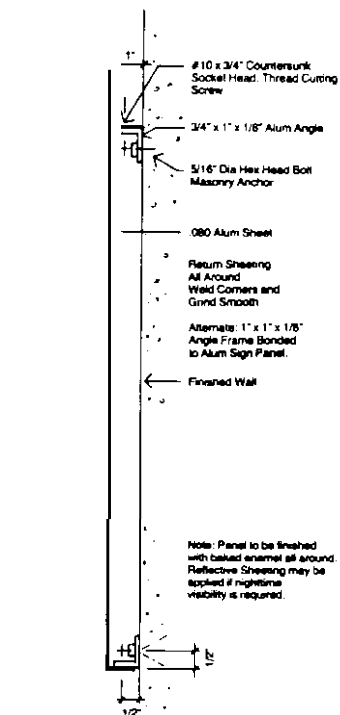 1"
#10 x 3/4" Countersunk
Socket Head, Thread Cutting
Screw
3/4" x 1" x 1/8" Alum Angle
5/16" Dia Hex Head Bolt
Masonry Anchor
.080 Alum Sheet
Return Sheeting
All Around
Weld Corners and
Grind Smooth
Alternate: 1" x 1" x 1/8"
Angle Frame Bonded
to Alum Sign Panel.
Finished Wall
Note: Panel to be finished
with baked enamel all around.
Reflective Sheeting may be
applied if nighttime
visibility is required.
1/2"
1/2"